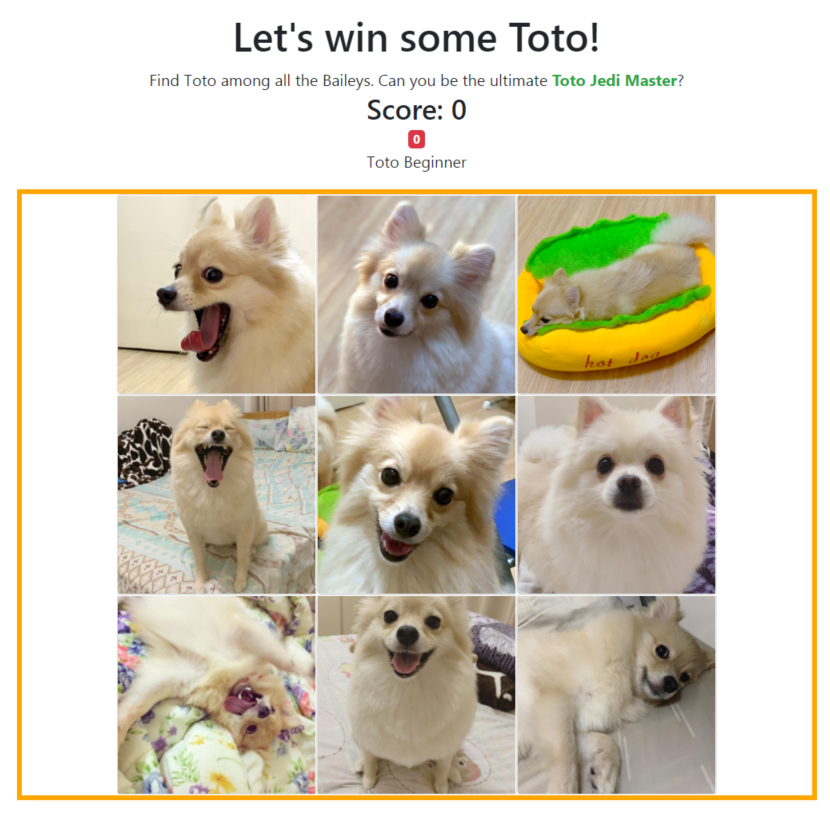 Let's win some Toto!
Find Toto among all the Baileys. Can you be the ultimate Toto Jedi Master?
Score: 0
0
Toto Beginner
hot dog